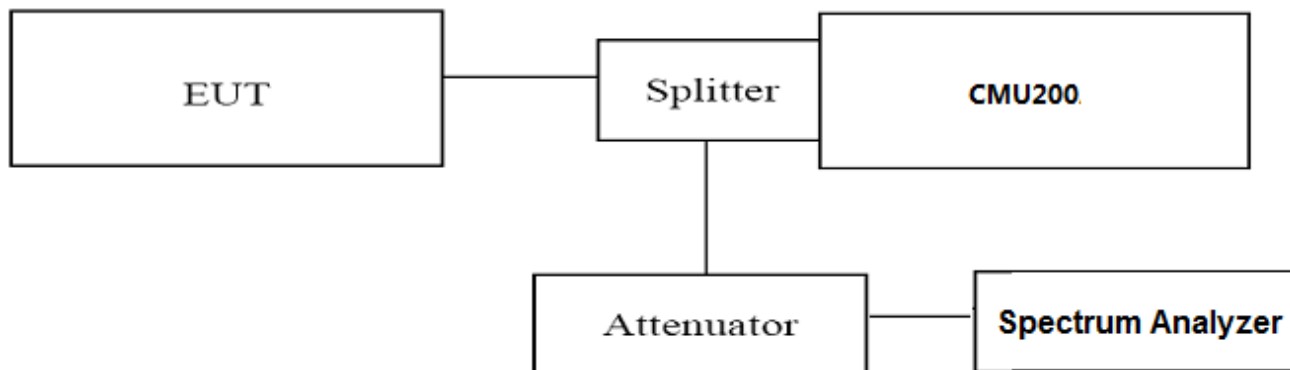 EUT
Splitter
CMU200
Attenuator
Spectrum Analyzer